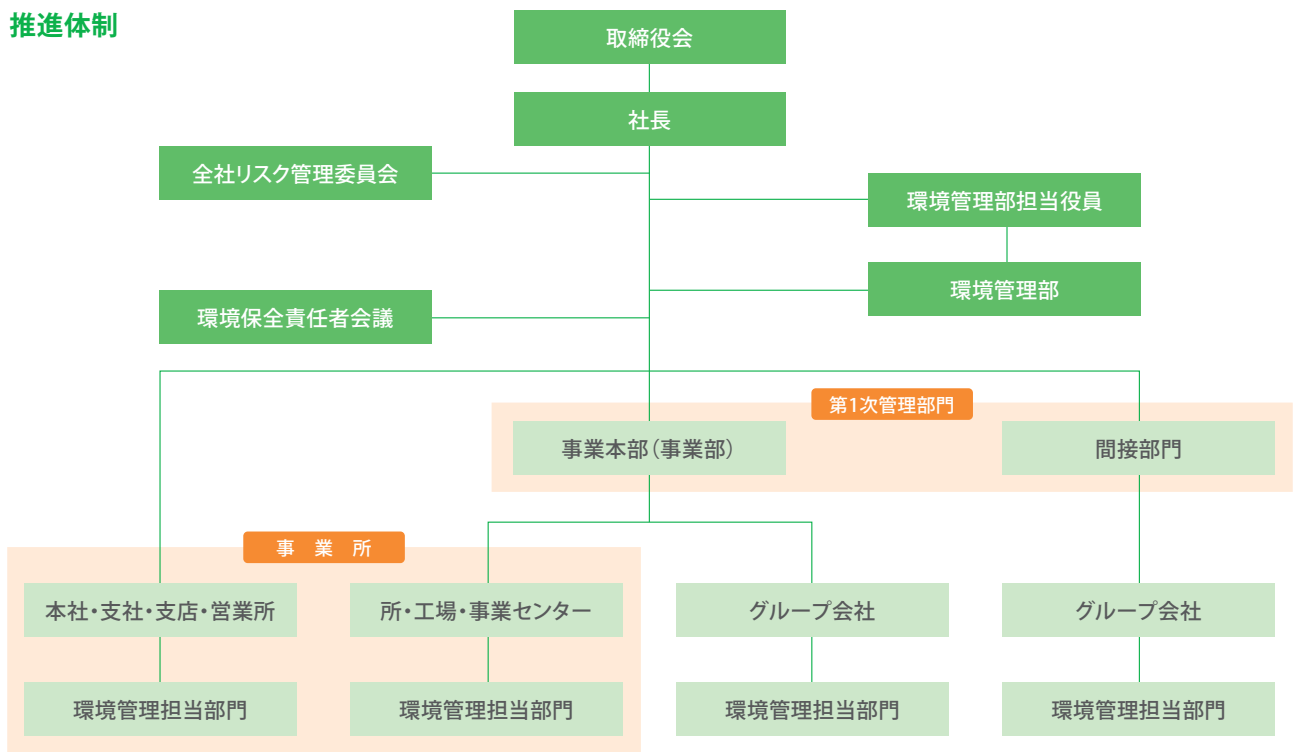 推進体制
取締役会
社長
全社リスク管理委員会
環境管理部担当役員
環境管理部
環境保全責任者会議
第1次管理部門
事業本部（事業部）
間接部門
事　業　所
本社・支社・支店・営業所
所・工場・事業センター
グループ会社
グループ会社
環境管理担当部門
環境管理担当部門
環境管理担当部門
環境管理担当部門